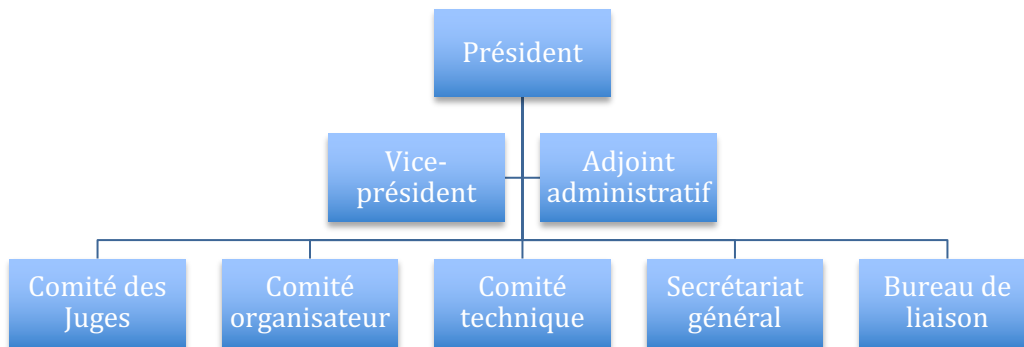 Président
Vice-
président
Adjoint
administratif
Comité des
Juges
Comité
organisateur
Comité
technique
Secrétariat
général
Bureau de
liaison